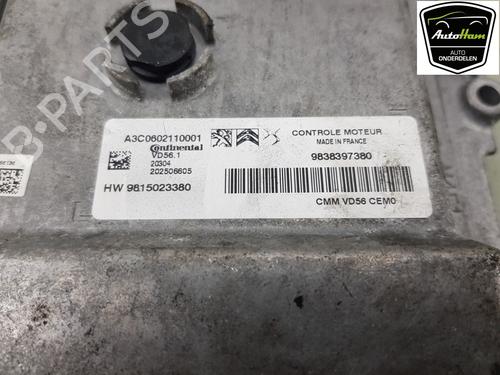 AutoHam
AUTO
ONDERDELEN
B-PARTS
A3C0602110001
Continental
VD56.1
20304
202506605
HW 9815023380
CONTROLE MOTEUR
MADE IN FRANCE
9838397380
CMM VD56 CEM0